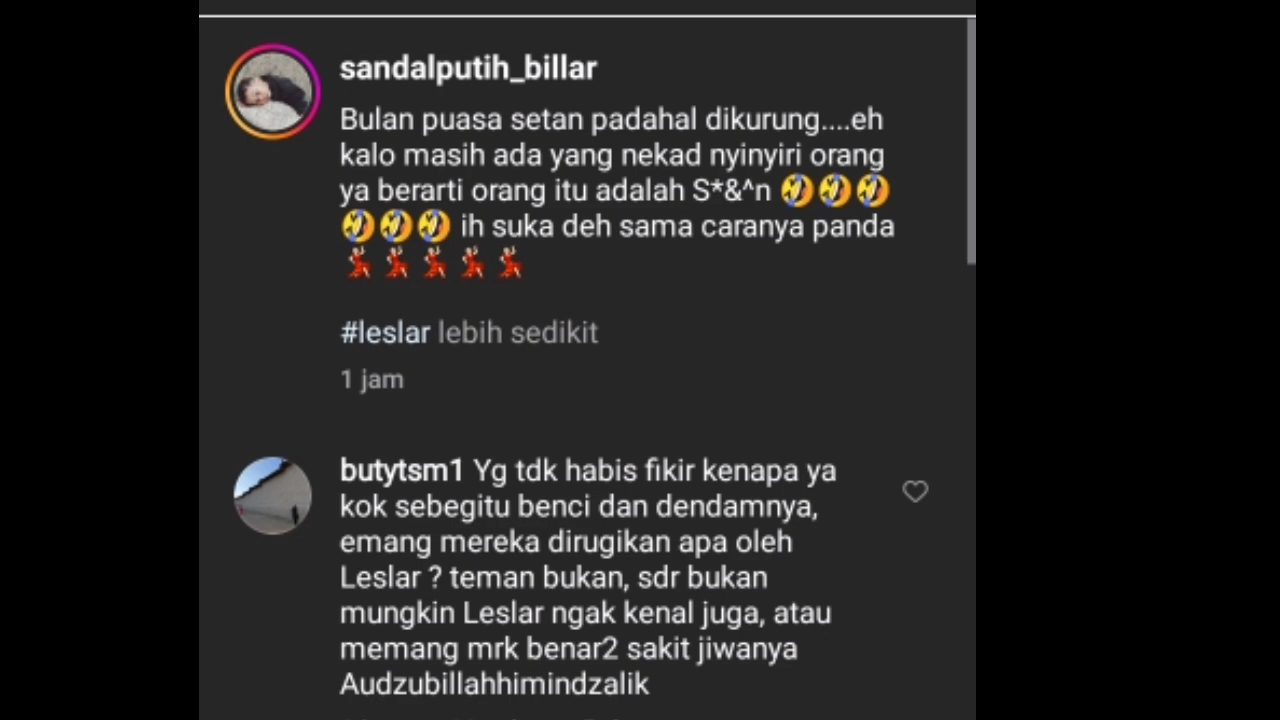 sandalputih_billar
Bulan puasa setan padahal dikurung....eh
kalo masih ada yang nekad nyinyiri orang
ya berarti orang itu adalah S*&^n 🤣🤣🤣
🤣🤣🤣 ih suka deh sama caranya panda
💃💃💃💃💃
#leslar lebih sedikit
1 jam
butytsm1 Yg tdk habis fikir kenapa ya
kok sebegitu benci dan dendamnya,
emang mereka dirugikan apa oleh
Leslar ? teman bukan, sdr bukan
mungkin Leslar ngak kenal juga, atau
memang mrk benar2 sakit jiwanya
Audzubillahhimindzalik